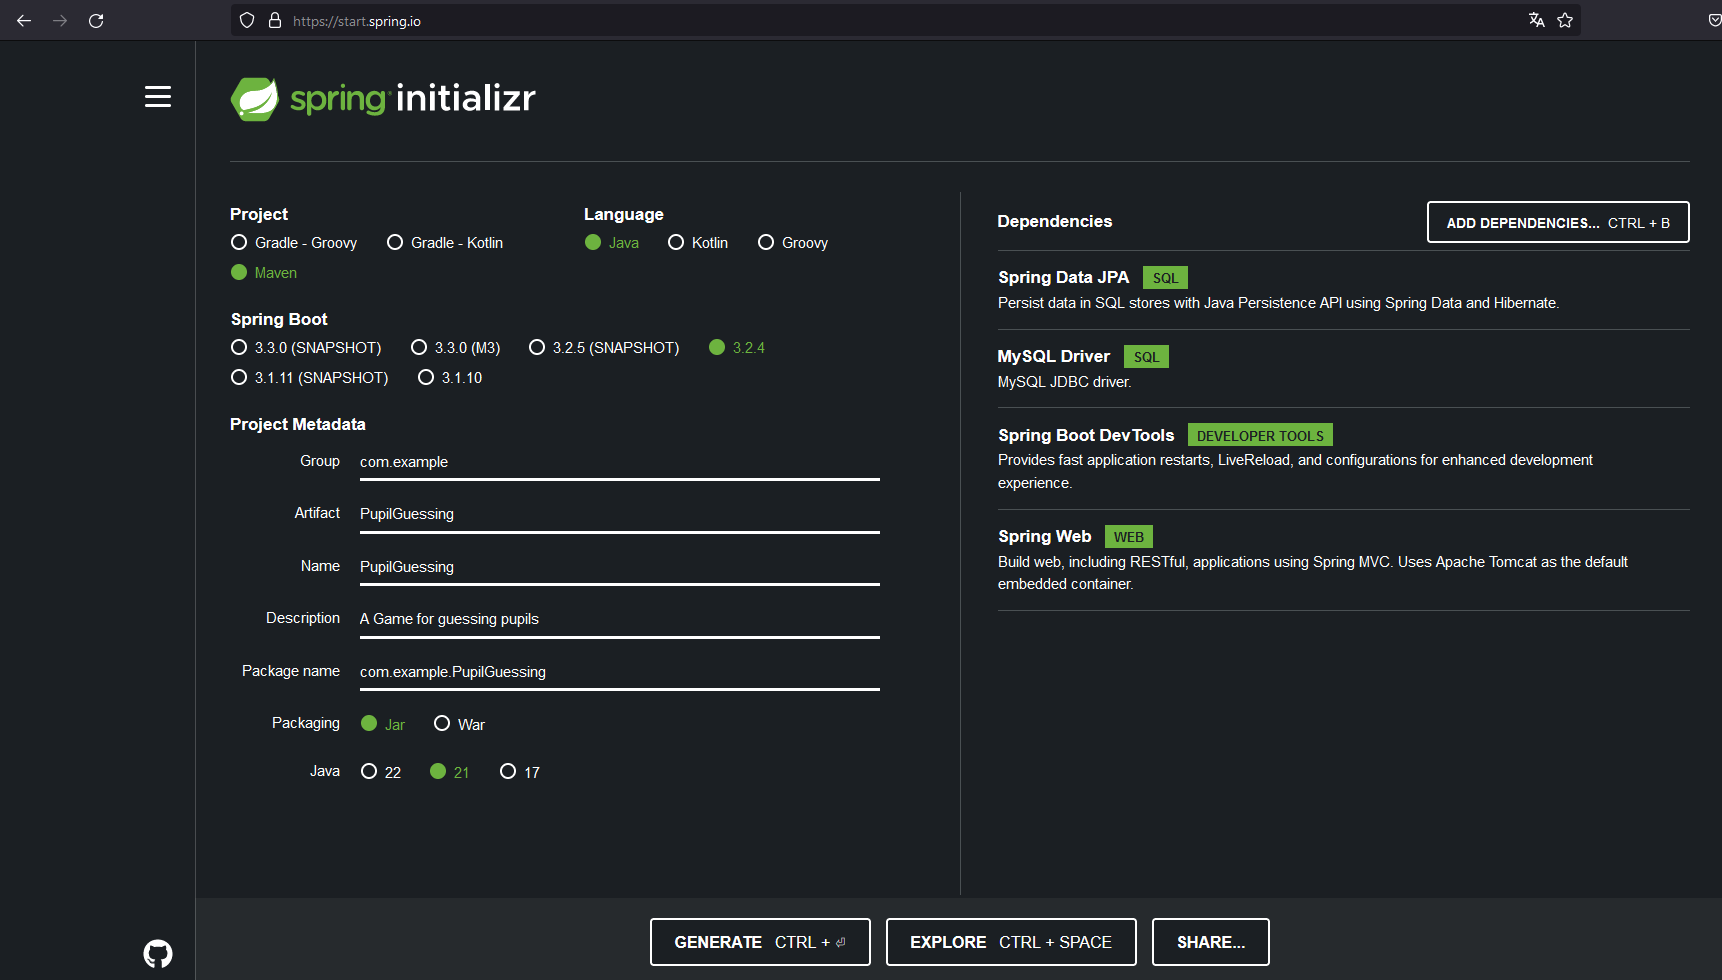 https://start.spring.io
spring initializr
Project
Gradle - Groovy
Gradle - Kotlin
Maven
Language
Java
Kotlin
Groovy
Spring Boot
3.3.0 (SNAPSHOT)
3.3.0 (M3)
3.2.5 (SNAPSHOT)
3.2.4
3.1.11 (SNAPSHOT)
3.1.10
Project Metadata
Group com.example
Artifact PupilGuessing
Name PupilGuessing
Description A Game for guessing pupils
Package name com.example.PupilGuessing
Packaging Jar War
Java 22 21 17
Dependencies
ADD DEPENDENCIES... CTRL + B
Spring Data JPA SQL
Persist data in SQL stores with Java Persistence API using Spring Data and Hibernate.
MySQL Driver SQL
MySQL JDBC driver.
Spring Boot DevTools DEVELOPER TOOLS
Provides fast application restarts, LiveReload, and configurations for enhanced development
experience.
Spring Web WEB
Build web, including RESTful, applications using Spring MVC. Uses Apache Tomcat as the default
embedded container.
GENERATE CTRL + ⏎
EXPLORE CTRL + SPACE
SHARE...